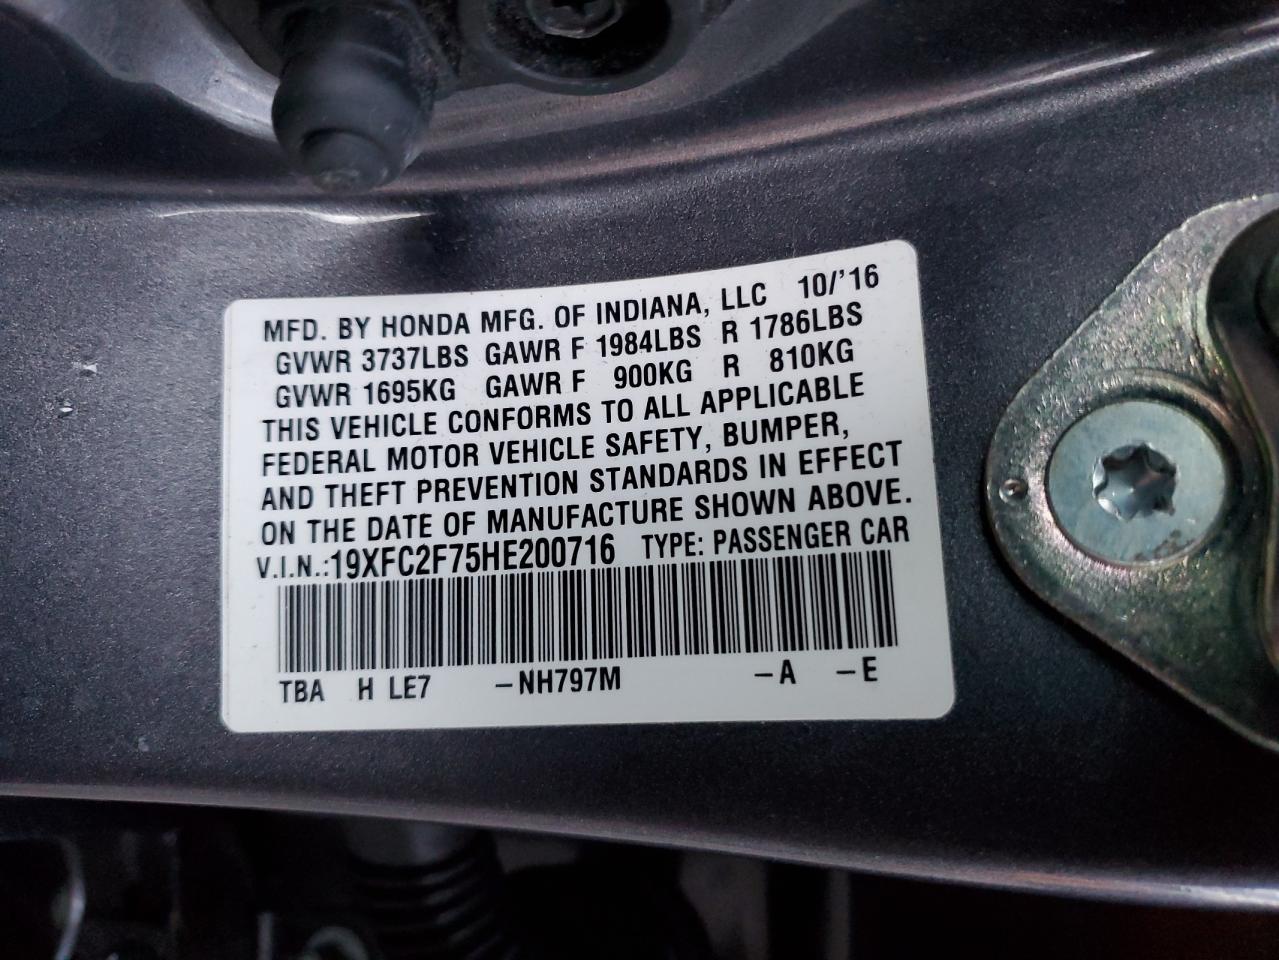 MFD. BY HONDA MFG. OF INDIANA, LLC 10/'16
GVWR 3737LBS GAWR F 1984LBS R 1786LBS
GVWR 1695KG GAWR F 900KG R 810KG
THIS VEHICLE CONFORMS TO ALL APPLICABLE
FEDERAL MOTOR VEHICLE SAFETY, BUMPER,
AND THEFT PREVENTION STANDARDS IN EFFECT
ON THE DATE OF MANUFACTURE SHOWN ABOVE.
V.I.N.:19XFC2F75HE200716 TYPE: PASSENGER CAR
TBA H LE7 -NH797M -A -E